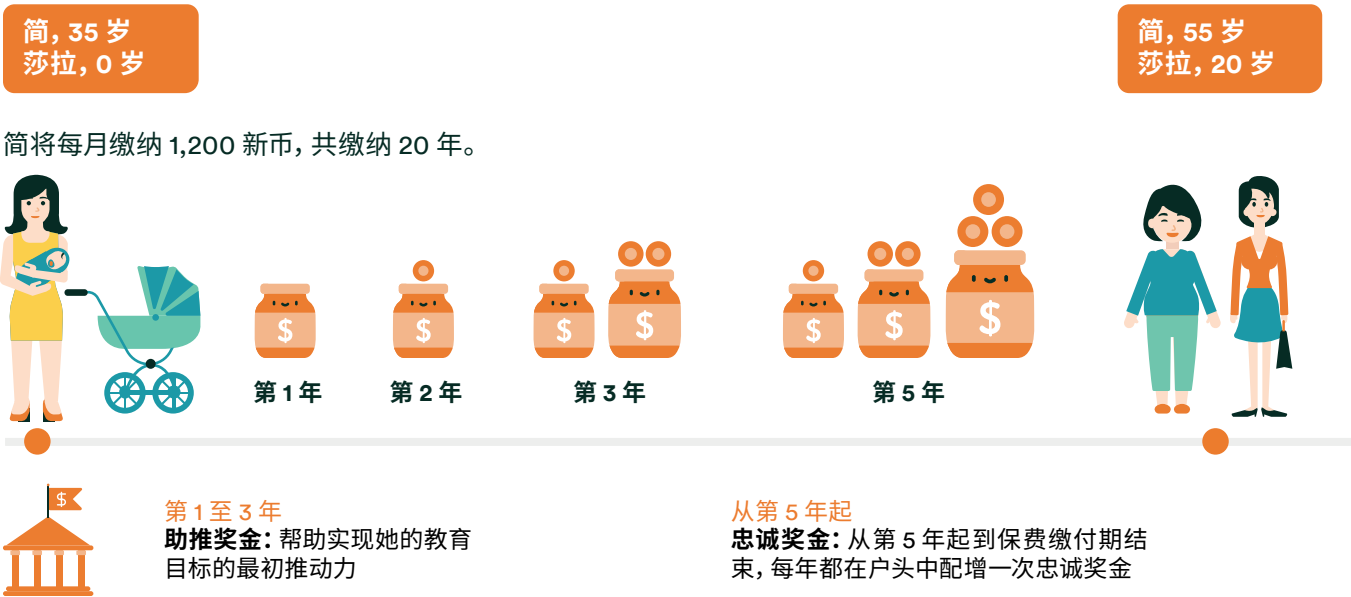 简, 35 岁
莎拉, 0 岁
简, 55 岁
莎拉, 20 岁
简将每月缴纳 1,200 新币, 共缴纳 20 年。
$
$
$
$
$
$
$
第 1 年
第 2 年
第 3 年
第 5 年
$
第 1 至 3 年
助推奖金: 帮助实现她的教育
目标的最初推动力
从第 5 年起
忠诚奖金: 从第 5 年起到保费缴付期结
束, 每年都在户头中配增一次忠诚奖金